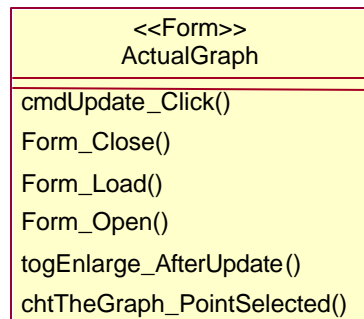 <<Form>>
ActualGraph
cmdUpdate_Click()
Form_Close()
Form_Load()
Form_Open()
togEnlarge_AfterUpdate()
chtTheGraph_PointSelected()